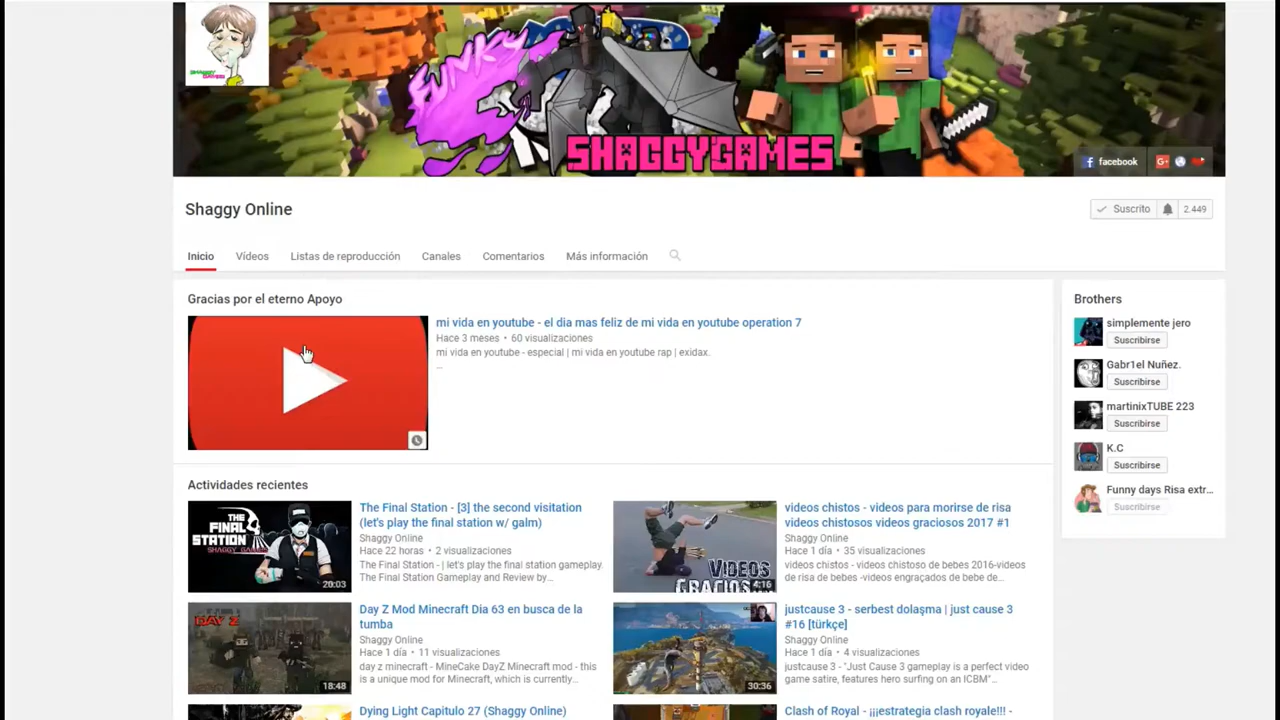 SHAGGYGAMES
facebook
Shaggy Online
Suscrito 2.449
Inicio Vídeos Listas de reproducción Canales Comentarios Más información
Gracias por el eterno Apoyo
mi vida en youtube - el dia mas feliz de mi vida en youtube operation 7
Hace 3 meses • 60 visualizaciones
mi vida en youtube - especial | mi vida en youtube rap | exidax.
...
Actividades recientes
THE FINAL STATION
SHAGGY GAMES
20:03
The Final Station - [3] the second visitation
(let's play the final station w/ galm)
Shaggy Online
Hace 22 horas • 2 visualizaciones
The Final Station - | let's play the final station gameplay.
The Final Station Gameplay and Review by...
VIDEOS
GRACIOSOS
4:16
videos chistos - videos para morirse de risa
videos chistosos videos graciosos 2017 #1
Shaggy Online
Hace 1 día • 35 visualizaciones
videos chistos - videos chistoso de bebes 2016-videos
de risa de bebes -videos engraçados de bebe de...
DAY Z
18:48
Day Z Mod Minecraft Dia 63 en busca de la
tumba
Shaggy Online
Hace 1 día • 11 visualizaciones
day z minecraft - MineCake DayZ Minecraft mod - this
is a unique mod for Minecraft, which is currently...
30:36
justcause 3 - serbest dolaşma | just cause 3
#16 [türkçe]
Shaggy Online
Hace 1 día • 4 visualizaciones
justcause 3 - "Just Cause 3 gameplay is a perfect video
game satire, features hero surfing on an ICBM"...
Dying Light Capitulo 27 (Shaggy Online)
Clash of Royal - ¡¡¡estrategia clash royale!!! -
Brothers
simplemente jero
Suscribirse
Gabr1el Nuñez.
Suscribirse
martinixTUBE 223
Suscribirse
K.C
Suscribirse
Funny days Risa extr...
Suscribirse